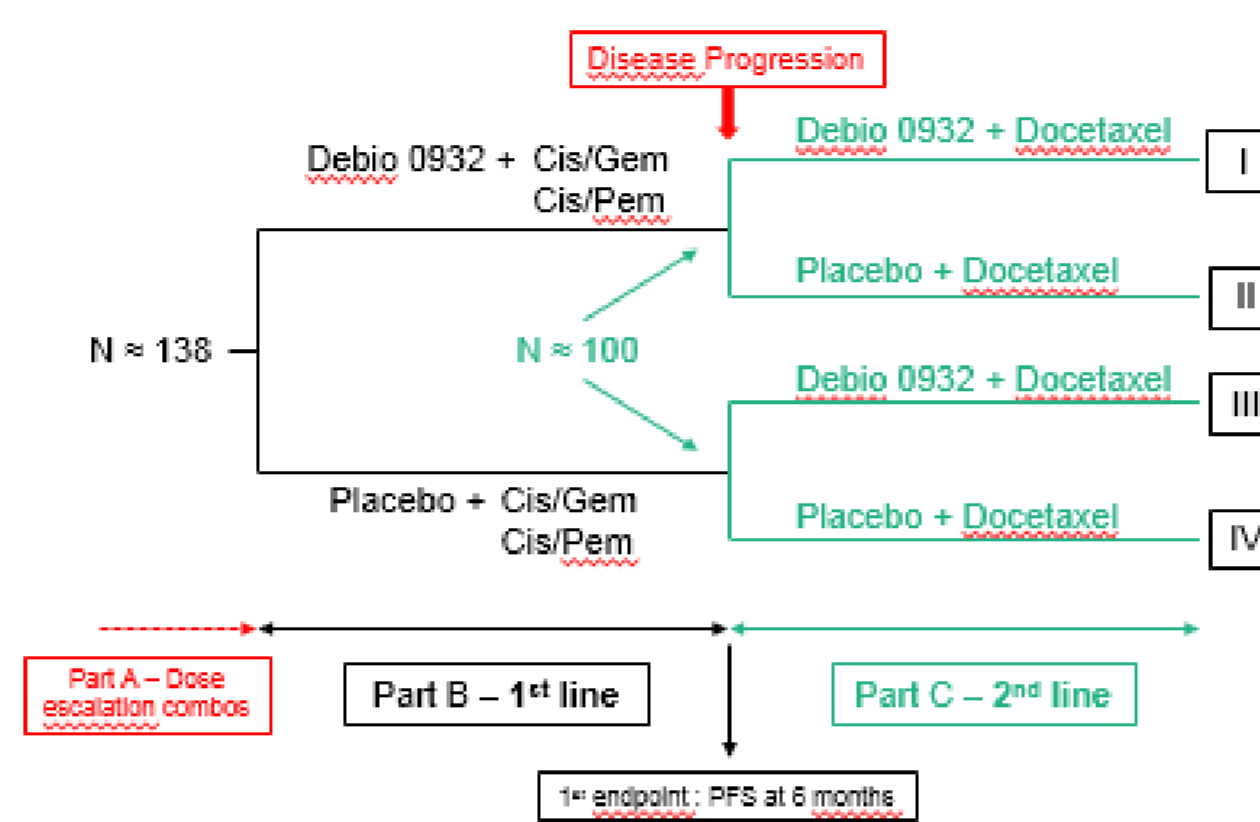 Disease Progression
Debio 0932 + Docetaxel
I
Debio 0932 + Cis/Gem
Cis/Pem
Placebo + Docetaxel
II
N ≈ 138
N ≈ 100
Debio 0932 + Docetaxel
III
Placebo + Cis/Gem
Cis/Pem
Placebo + Docetaxel
IV
Part A – Dose
escalation combos
Part B – 1st line
Part C – 2nd line
1st endpoint : PFS at 6 months